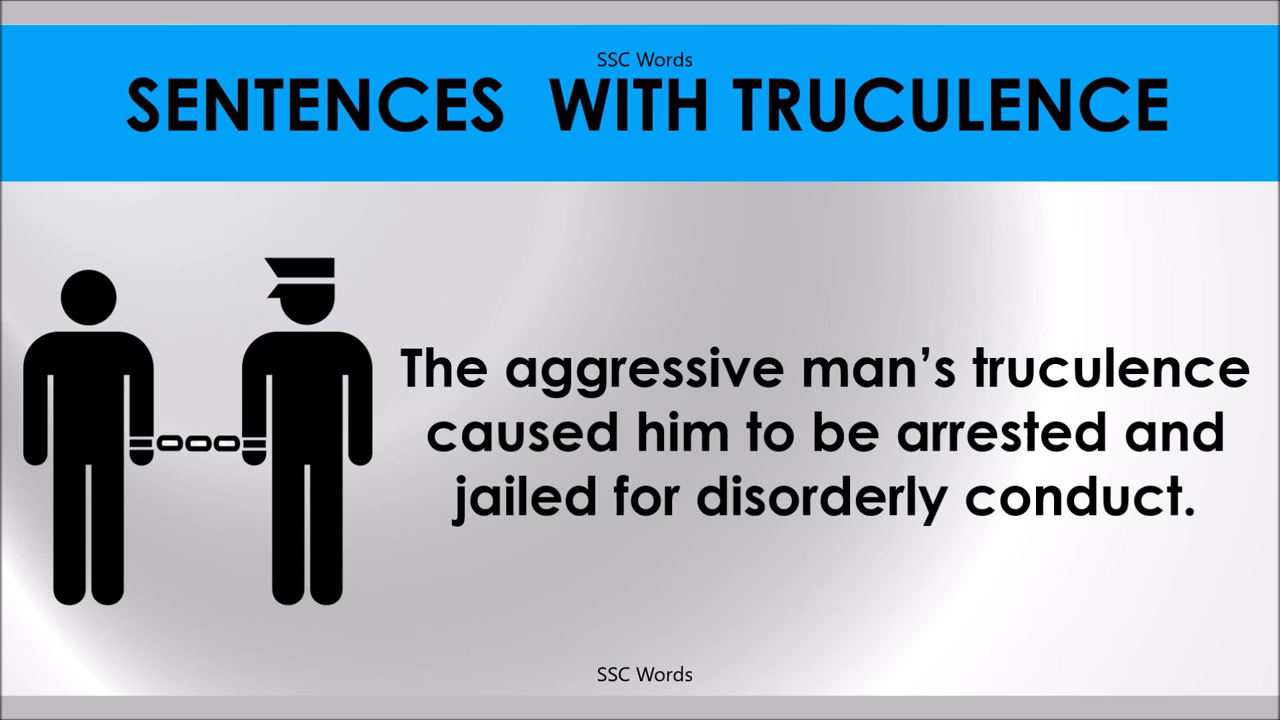 SSC Words
SENTENCES WITH TRUCULENCE
The aggressive man’s truculence
caused him to be arrested and
jailed for disorderly conduct.
SSC Words